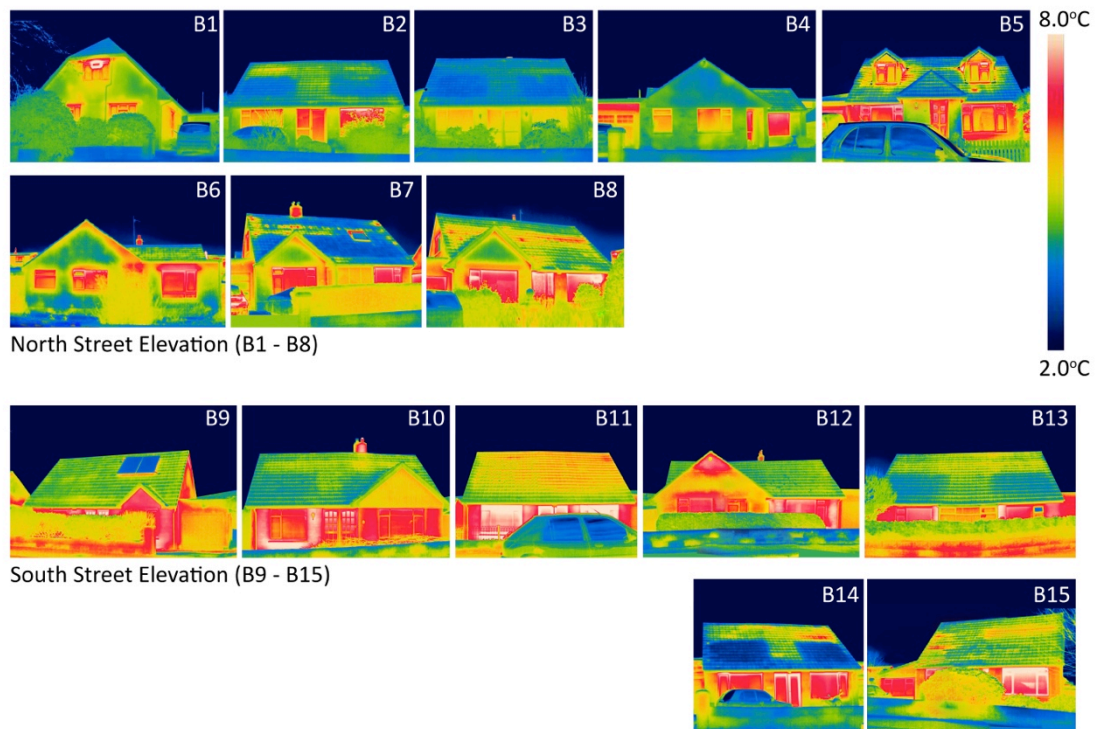 B1
B2
B3
B4
B5
8.0°C
B6
B7
B8
2.0°C
North Street Elevation (B1 - B8)
B9
B10
B11
B12
B13
South Street Elevation (B9 - B15)
B14
B15